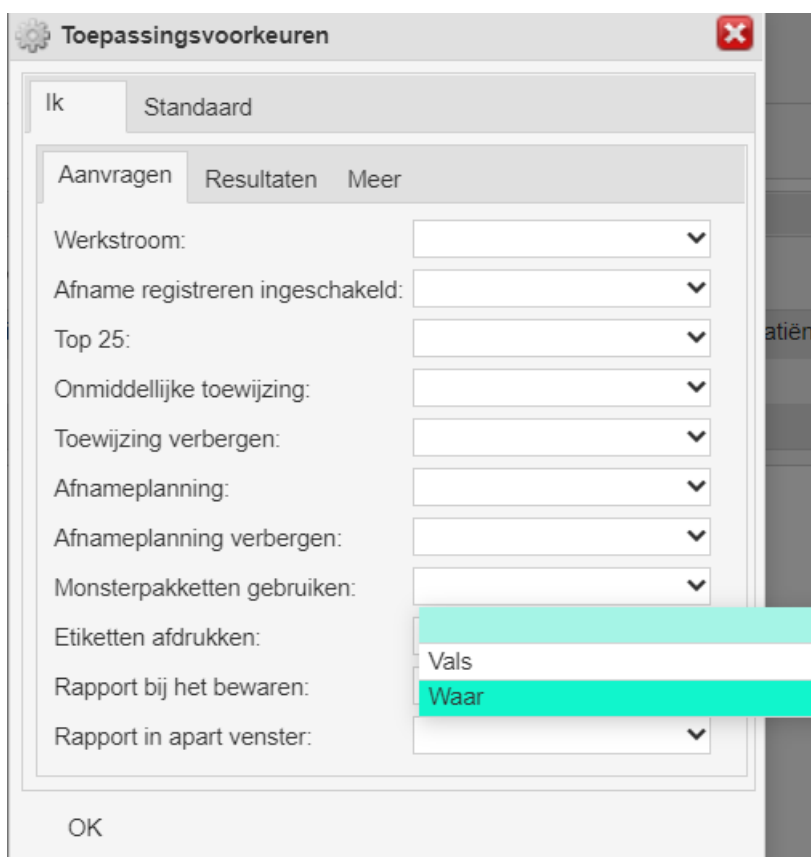 Toepassingsvoorkeuren
Ik Standaard
Aanvragen Resultaten Meer
Werkstroom:
Afname registreren ingeschakeld:
Top 25:
atiën
Onmiddellijke toewijzing:
Toewijzing verbergen:
Afnameplanning:
Afnameplanning verbergen:
Monsterpakketten gebruiken:
Etiketten afdrukken:
Vals
Rapport bij het bewaren:
Waar
Rapport in apart venster:
OK